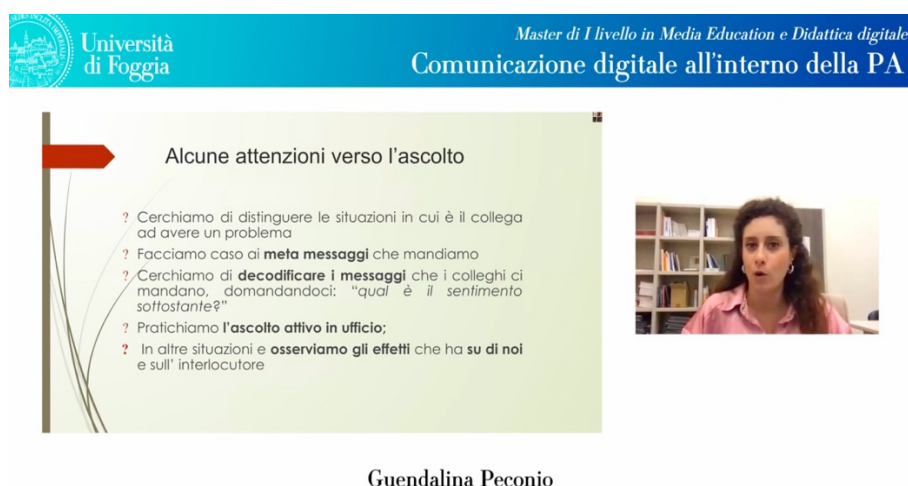 Università
di Foggia
Master di I livello in Media Education e Didattica digitale
Comunicazione digitale all'interno della PA
Alcune attenzioni verso l'ascolto
? Cerchiamo di distinguere le situazioni in cui è il collega
ad avere un problema
? Facciamo caso ai meta messaggi che mandiamo
? Cerchiamo di decodificare i messaggi che i colleghi ci
mandano, domandandoci: “qual è il sentimento
sottostante?”
? Pratichiamo l'ascolto attivo in ufficio;
? In altre situazioni e osserviamo gli effetti che ha su di noi
e sull' interlocutore
Guendalina Peconio